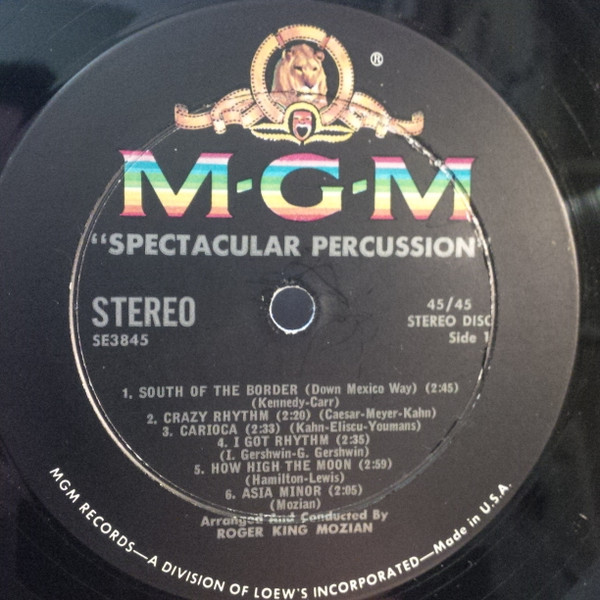 ®
M-G-M
"SPECTACULAR PERCUSSION"
STEREO
SE3845
45/45
STEREO DISC
Side 1
1. SOUTH OF THE BORDER (Down Mexico Way) (2:45)
(Kennedy-Carr)
2. CRAZY RHYTHM (2:20) (Caesar-Meyer-Kahn)
3. CARIOCA (2:33) (Kahn-Eliscu-Youmans)
4. I GOT RHYTHM (2:35)
(I. Gershwin-G. Gershwin)
5. HOW HIGH THE MOON (2:59)
(Hamilton-Lewis)
6. ASIA MINOR (2:05)
(Mozian)
Arranged And Conducted By
ROGER KING MOZIAN
MGM RECORDS—A DIVISION OF LOEW'S INCORPORATED—Made in U.S.A.